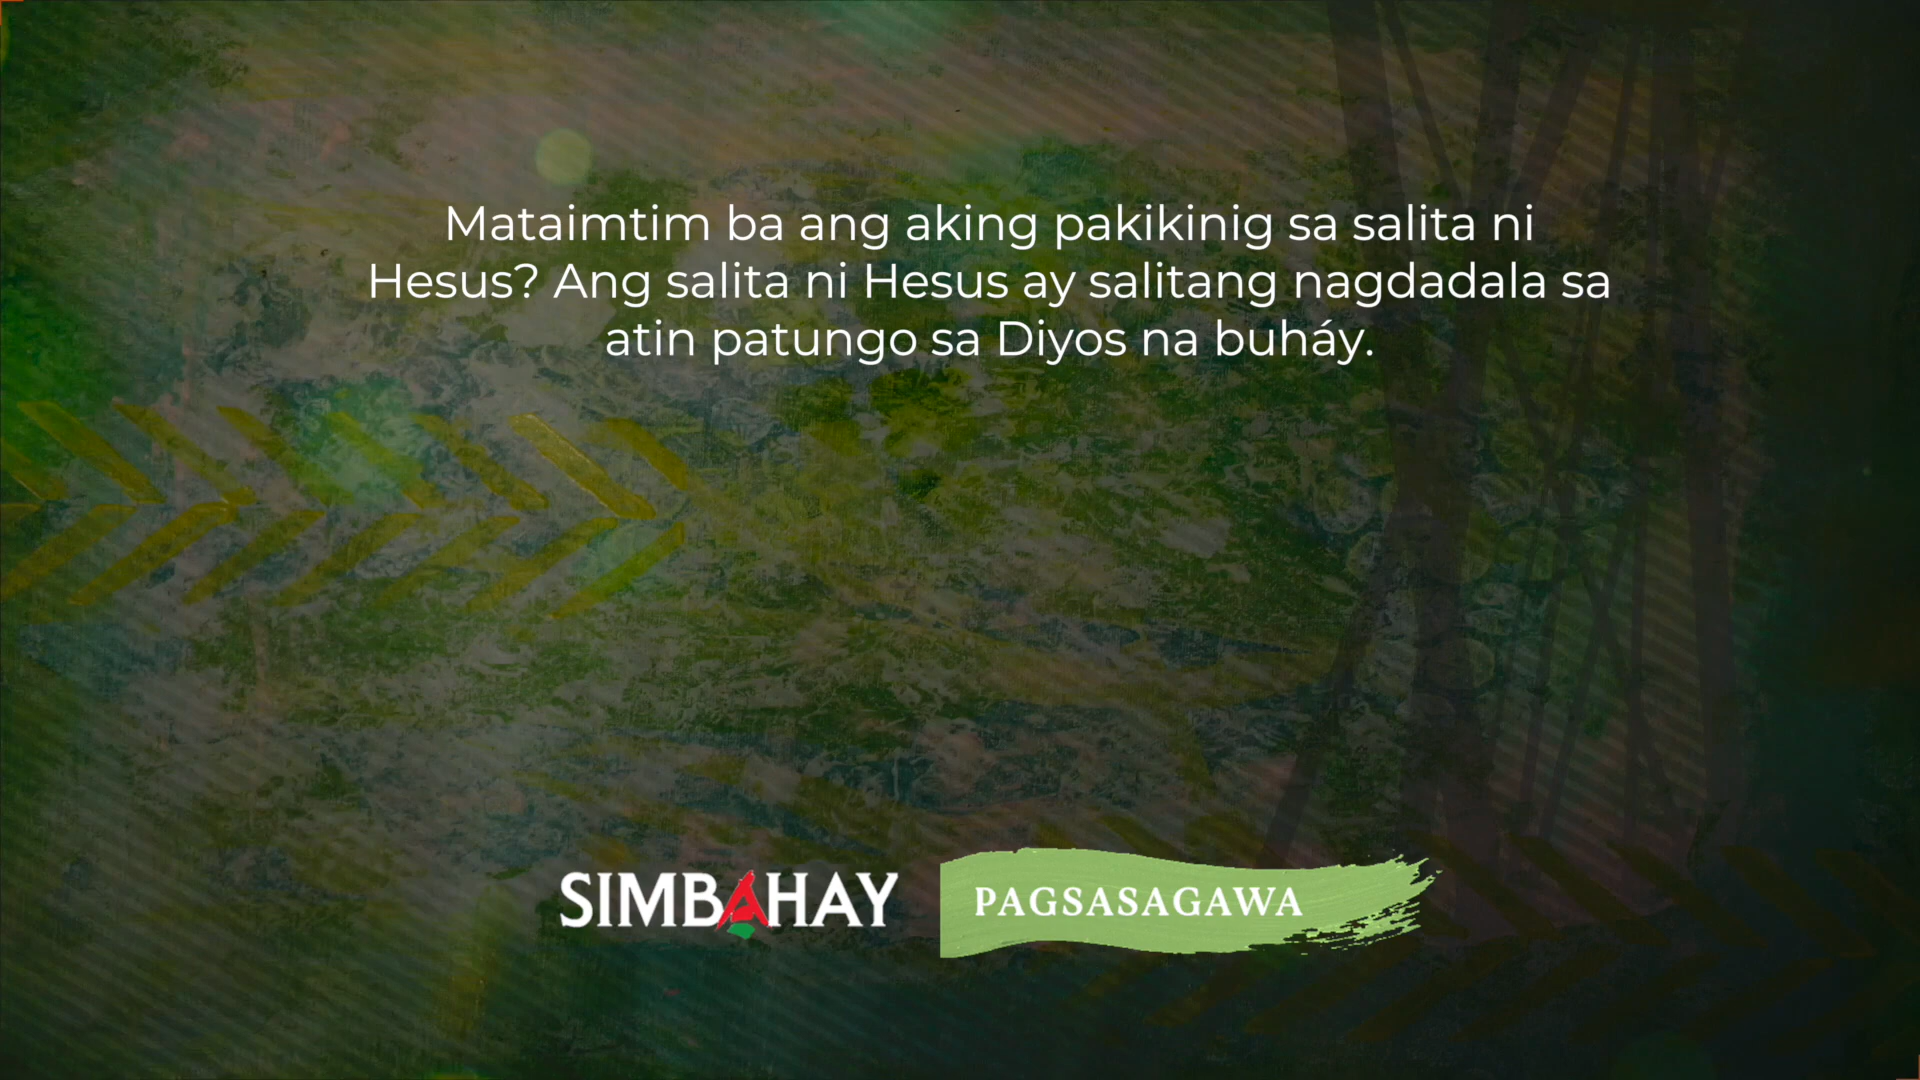 Mataimtim ba ang aking pakikinig sa salita ni
Hesus? Ang salita ni Hesus ay salitang nagdadala sa
atin patungo sa Diyos na buháy.
SIMBAHAY
PAGSASAGAWA